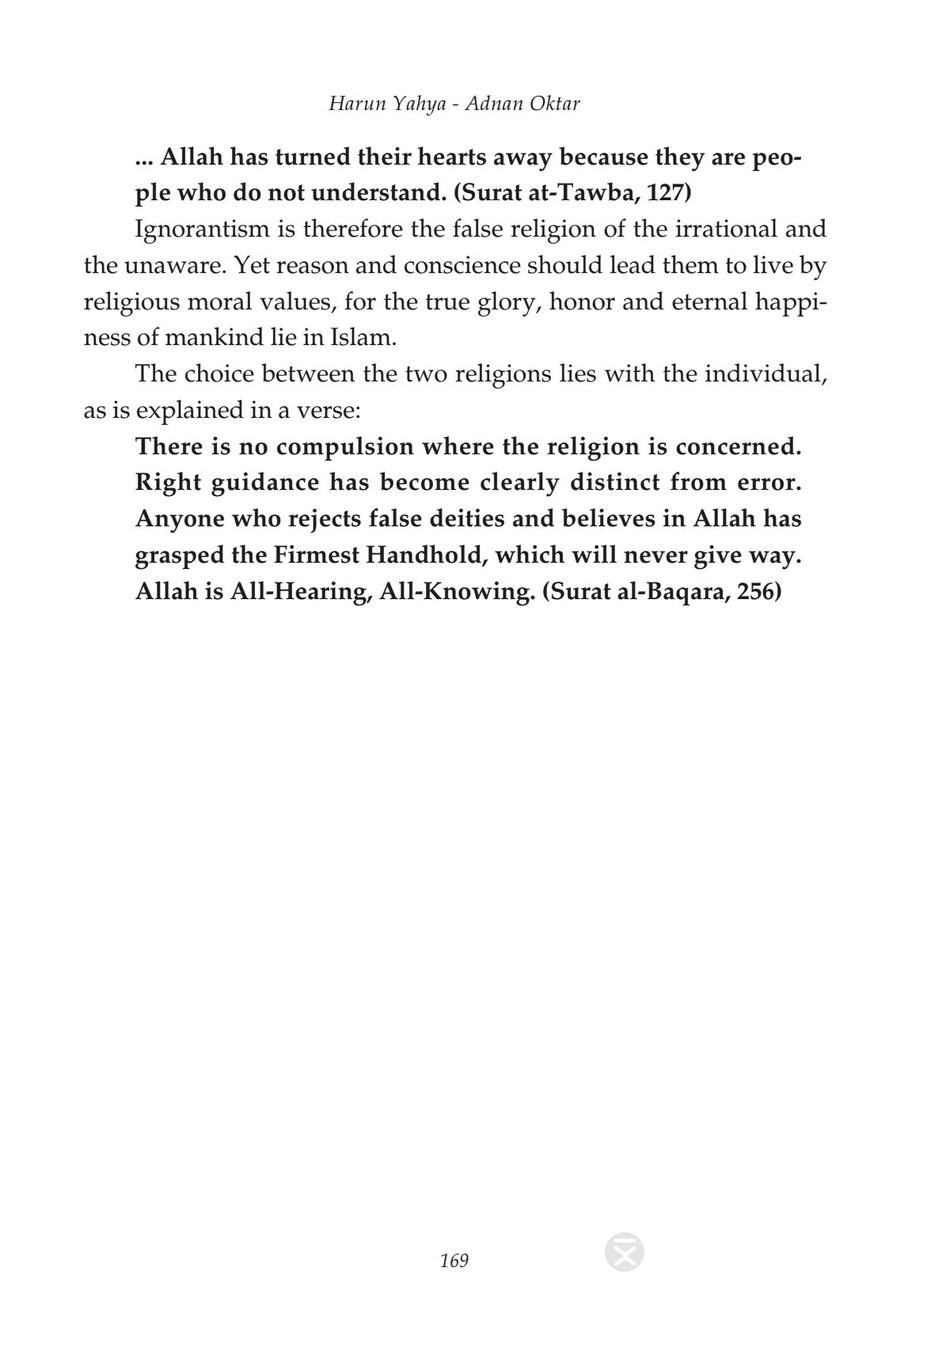 Harun Yahya - Adnan Oktar
... Allah has turned their hearts away because they are peo-
ple who do not understand. (Surat at-Tawba, 127)
Ignorantism is therefore the false religion of the irrational and
the unaware. Yet reason and conscience should lead them to live by
religious moral values, for the true glory, honor and eternal happi-
ness of mankind lie in Islam.
The choice between the two religions lies with the individual,
as is explained in a verse:
There is no compulsion where the religion is concerned.
Right guidance has become clearly distinct from error.
Anyone who rejects false deities and believes in Allah has
grasped the Firmest Handhold, which will never give way.
Allah is All-Hearing, All-Knowing. (Surat al-Baqara, 256)
169